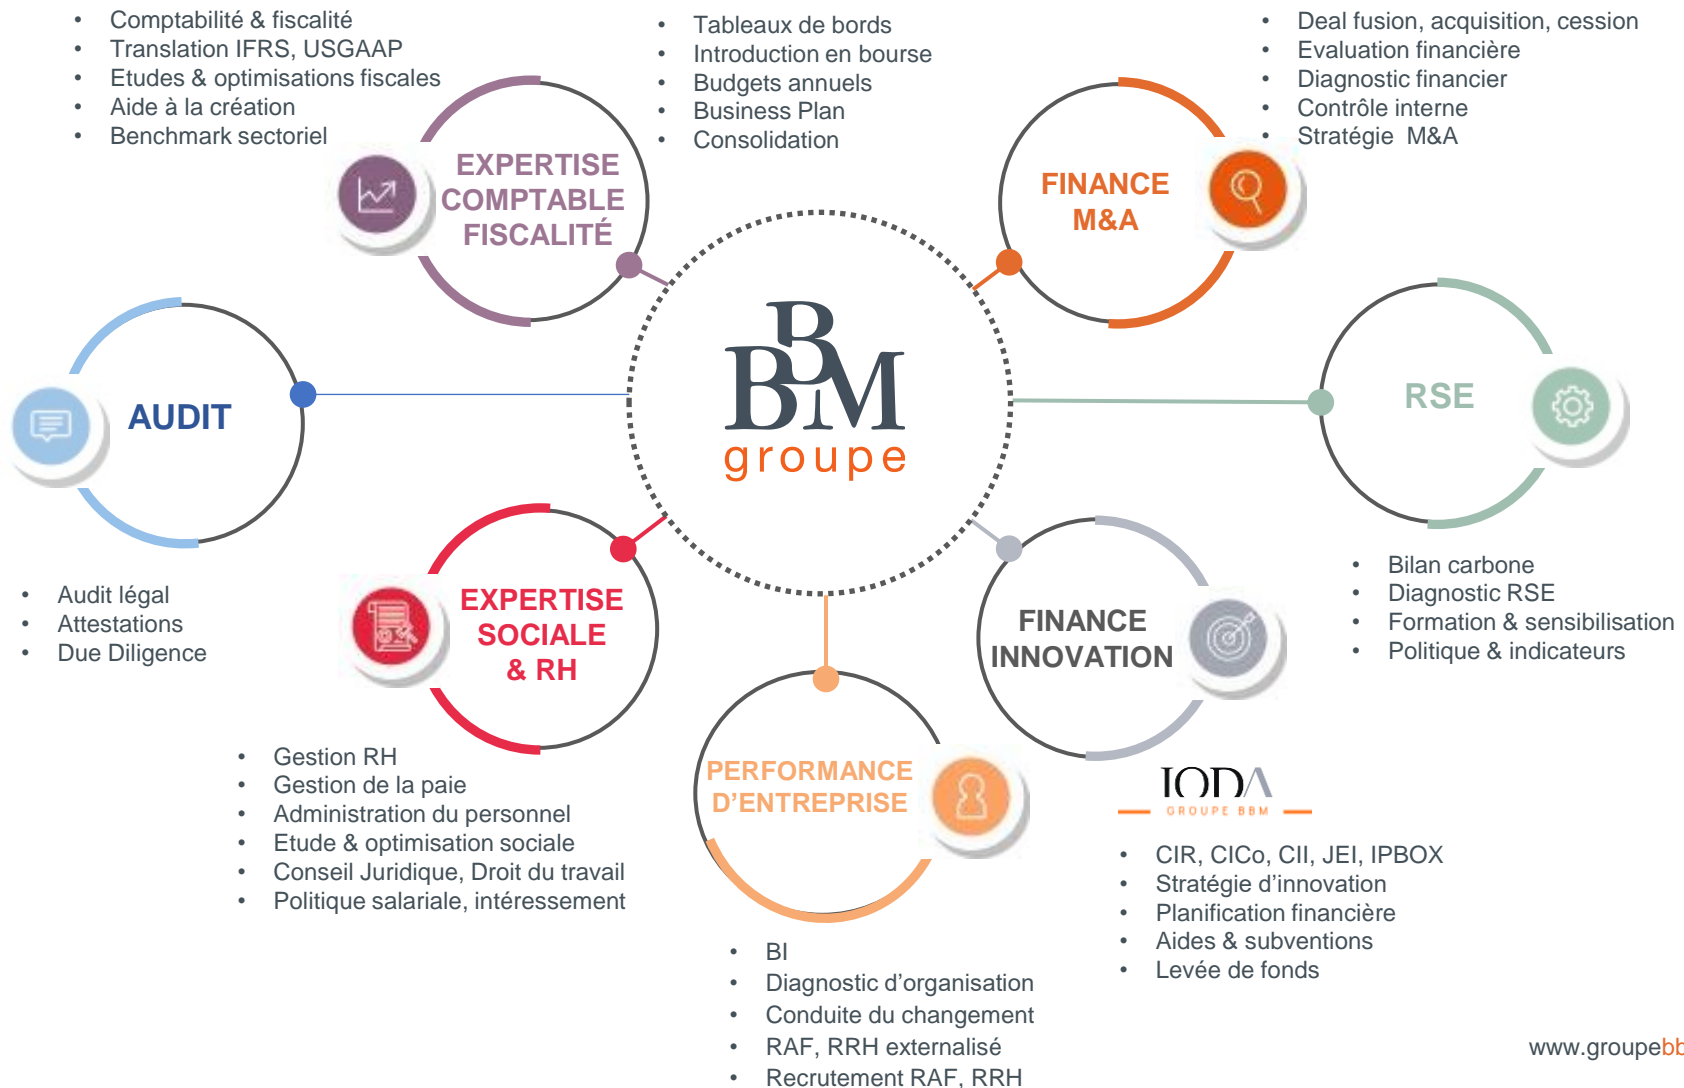 Comptabilité & fiscalité
Translation IFRS, USGAAP
Etudes & optimisations fiscales
Aide à la création
Benchmark sectoriel
Tableaux de bords
Introduction en bourse
Budgets annuels
Business Plan
Consolidation
Deal fusion, acquisition, cession
Evaluation financière
Diagnostic financier
Contrôle interne
Stratégie M&A
EXPERTISE
COMPTABLE
FISCALITÉ
FINANCE
M&A
BBM
groupe
AUDIT
RSE
Audit légal
Attestations
Due Diligence
EXPERTISE
SOCIALE
& RH
FINANCE
INNOVATION
Bilan carbone
Diagnostic RSE
Formation & sensibilisation
Politique & indicateurs
Gestion RH
Gestion de la paie
Administration du personnel
Etude & optimisation sociale
Conseil Juridique, Droit du travail
Politique salariale, intéressement
PERFORMANCE
D’ENTREPRISE
IODA
GROUPE BBM
CIR, CICo, CII, JEI, IPBOX
Stratégie d’innovation
Planification financière
Aides & subventions
Levée de fonds
BI
Diagnostic d’organisation
Conduite du changement
RAF, RRH externalisé
Recrutement RAF, RRH
www.groupebb